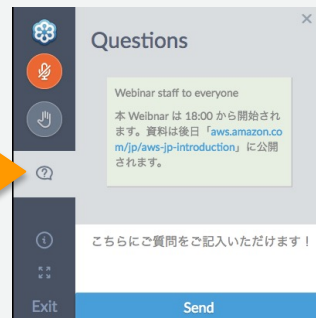 Questions
Webinar staff to everyone
本 Weibnar は 18:00 から開始され
ます。資料は後日「aws.amazon.co
m/jp/aws-jp-introduction」に公開
されます。
こちらにご質問をご記入いただけます！
Exit
Send